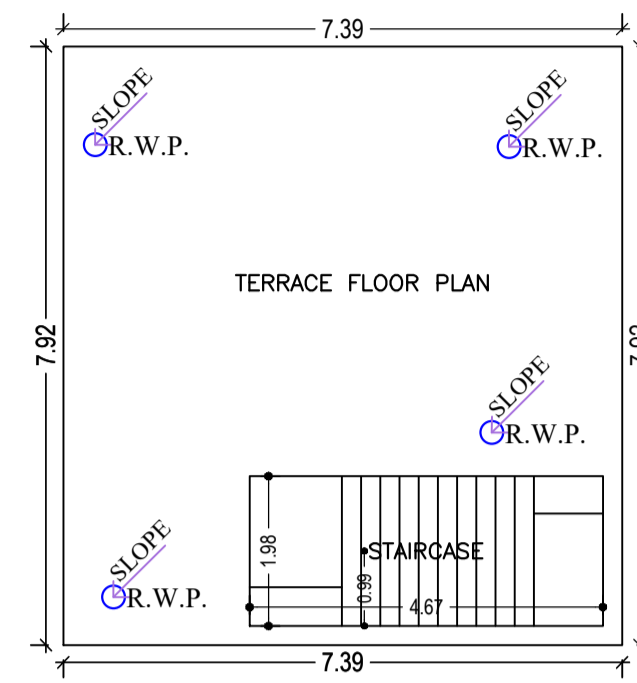 7.39
SLOPE
R.W.P.
SLOPE
R.W.P.
TERRACE FLOOR PLAN
7.92
SLOPE
R.W.P.
1.98
STAIRCASE
0.99
4.67
SLOPE
R.W.P.
7.39